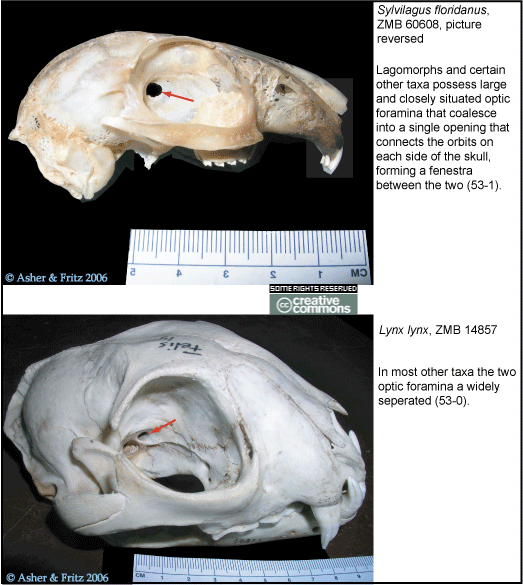 Sylvilagus floridanus,
ZMB 60608, picture
reversed
Lagomorphs and certain
other taxa possess large
and closely situated optic
foramina that coalesce
into a single opening that
connects the orbits on
each side of the skull,
forming a fenestra
between the two (53-1).
5 4 3 2 1 CM
© Asher & Fritz 2006
SOME RIGHTS RESERVED
cc creative
commons
Lynx lynx, ZMB 14857
In most other taxa the two
optic foramina a widely
seperated (53-0).
Felis
CM 1 2 3 4 5 6 7 8 9
© Asher & Fritz 2006